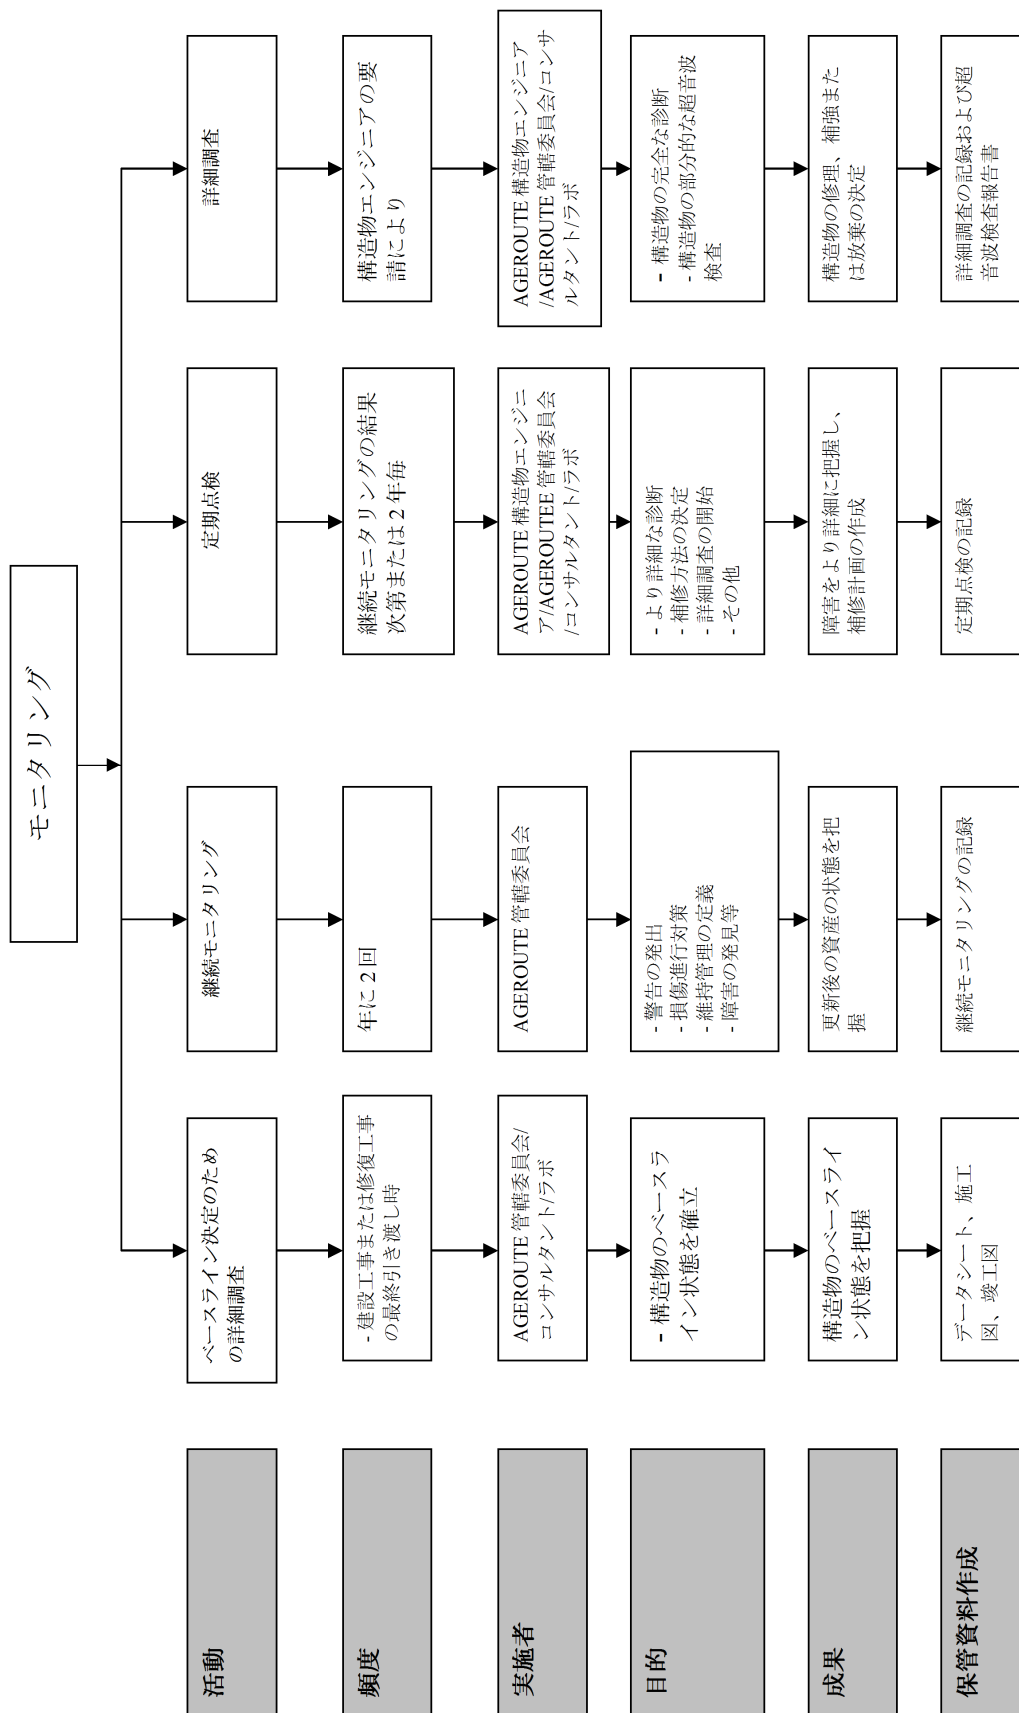 モニタリング
活動
ベースライン決定のため
の詳細調査
継続モニタリング
定期点検
詳細調査
頻度
- 建設工事または修復工事
の最終引き渡し時
年に 2 回
継続モニタリングの結果
次第または 2 年毎
構造物エンジニアの要
請により
実施者
AGEROUTE 管轄委員会/
コンサルタント/ラボ
AGEROUTE 管轄委員会
AGEROUTE 構造物エンジニ
ア/AGEROUTEE 管轄委員会
/コンサルタント/ラボ
AGEROUTE 構造物エンジニア
/AGEROUTE 管轄委員会/コンサ
ルタント/ラボ
目的
- 構造物のベースラ
イン状態を確立
- 警告の発出
- 損傷進行対策
- 維持管理の定義
- 障害の発見等
- より詳細な診断
- 補修方法の決定
- 詳細調査の開始
- その他
- 構造物の完全な診断
- 構造物の部分的な超音波
検査
成果
構造物のベースライ
ン状態を把握
更新後の資産の状態を把
握
障害をより詳細に把握し、
補修計画の作成
構造物の修理、補強また
は放棄の決定
保管資料作成
データシート、施工
図、竣工図
継続モニタリングの記録
定期点検の記録
詳細調査の記録および超
音波検査報告書